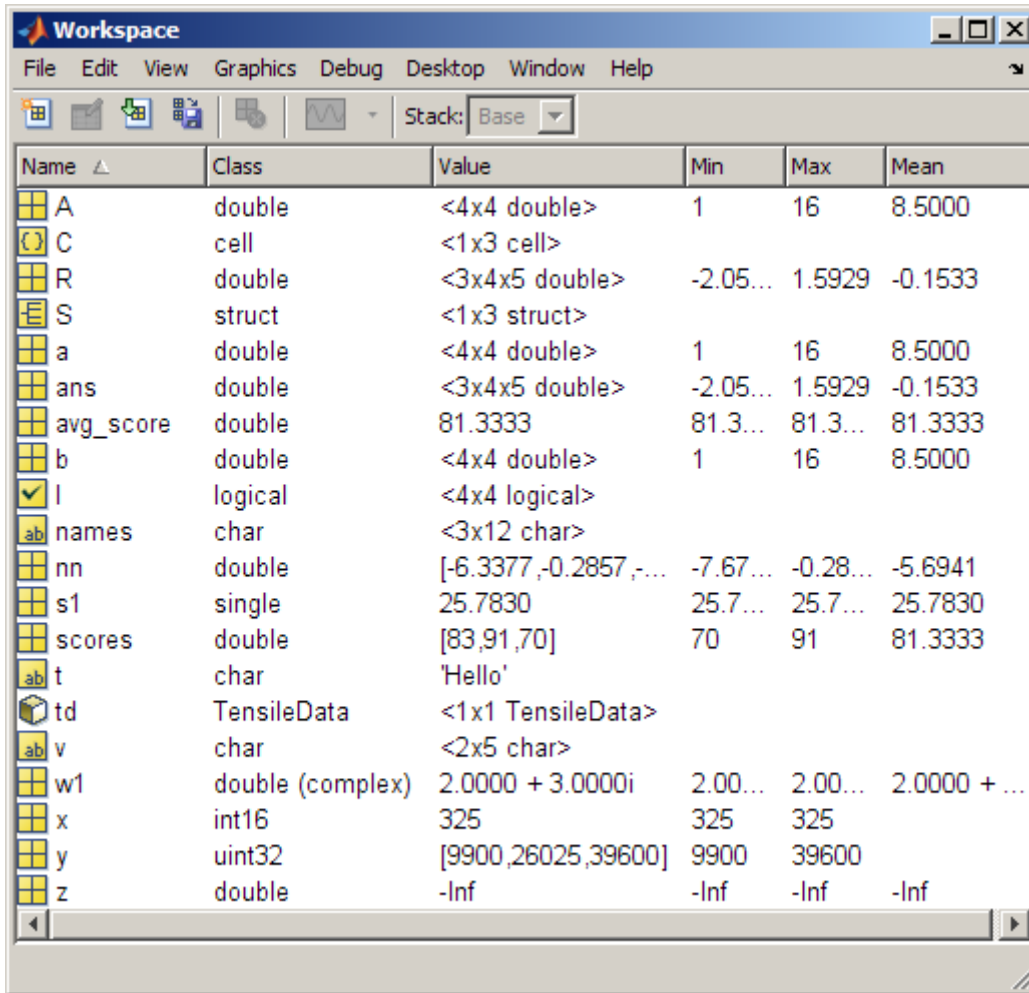 Workspace
File Edit View Graphics Debug Desktop Window Help
Stack: Base
Name Class Value Min Max Mean
A double <4x4 double> 1 16 8.5000
{} C cell <1x3 cell>
R double <3x4x5 double> -2.05... 1.5929 -0.1533
S struct <1x3 struct>
a double <4x4 double> 1 16 8.5000
ans double <3x4x5 double> -2.05... 1.5929 -0.1533
avg_score double 81.3333 81.3... 81.3... 81.3333
b double <4x4 double> 1 16 8.5000
l logical <4x4 logical>
ab names char <3x12 char>
nn double [-6.3377,-0.2857,-... -7.67... -0.28... -5.6941
s1 single 25.7830 25.7... 25.7... 25.7830
scores double [83,91,70] 70 91 81.3333
ab t char 'Hello'
td TensileData <1x1 TensileData>
ab v char <2x5 char>
w1 double (complex) 2.0000 + 3.0000i 2.00... 2.00... 2.0000 + ...
x int16 325 325 325
y uint32 [9900,26025,39600] 9900 39600
z double -Inf -Inf -Inf -Inf